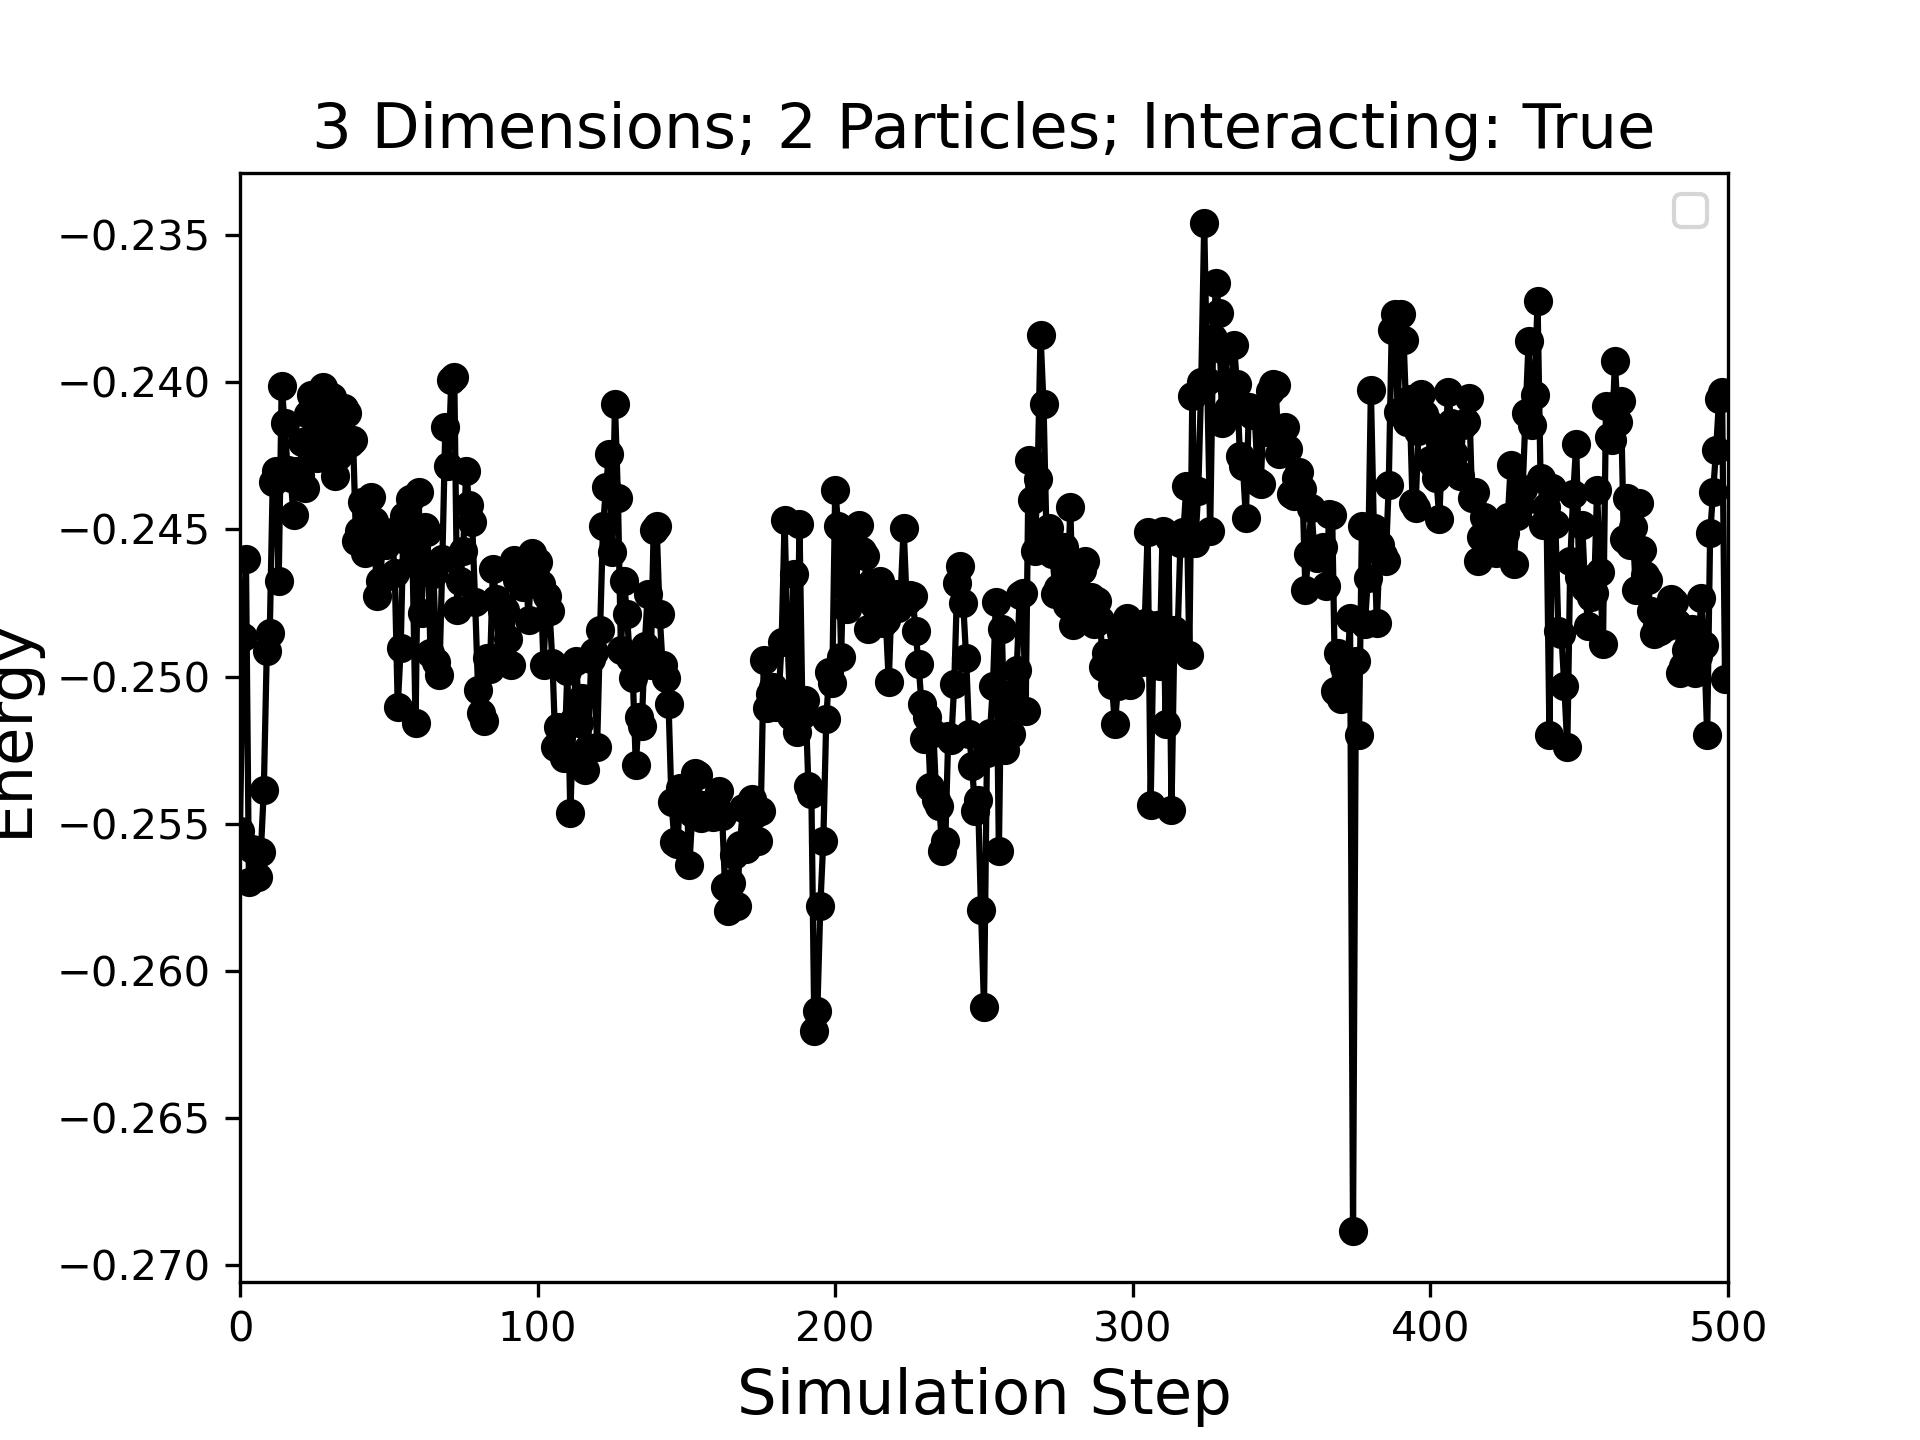 3 Dimensions; 2 Particles; Interacting: True
−0.235
−0.240
−0.245
−0.250
−0.255
−0.260
−0.265
−0.270
Energy
0 100 200 300 400 500
Simulation Step